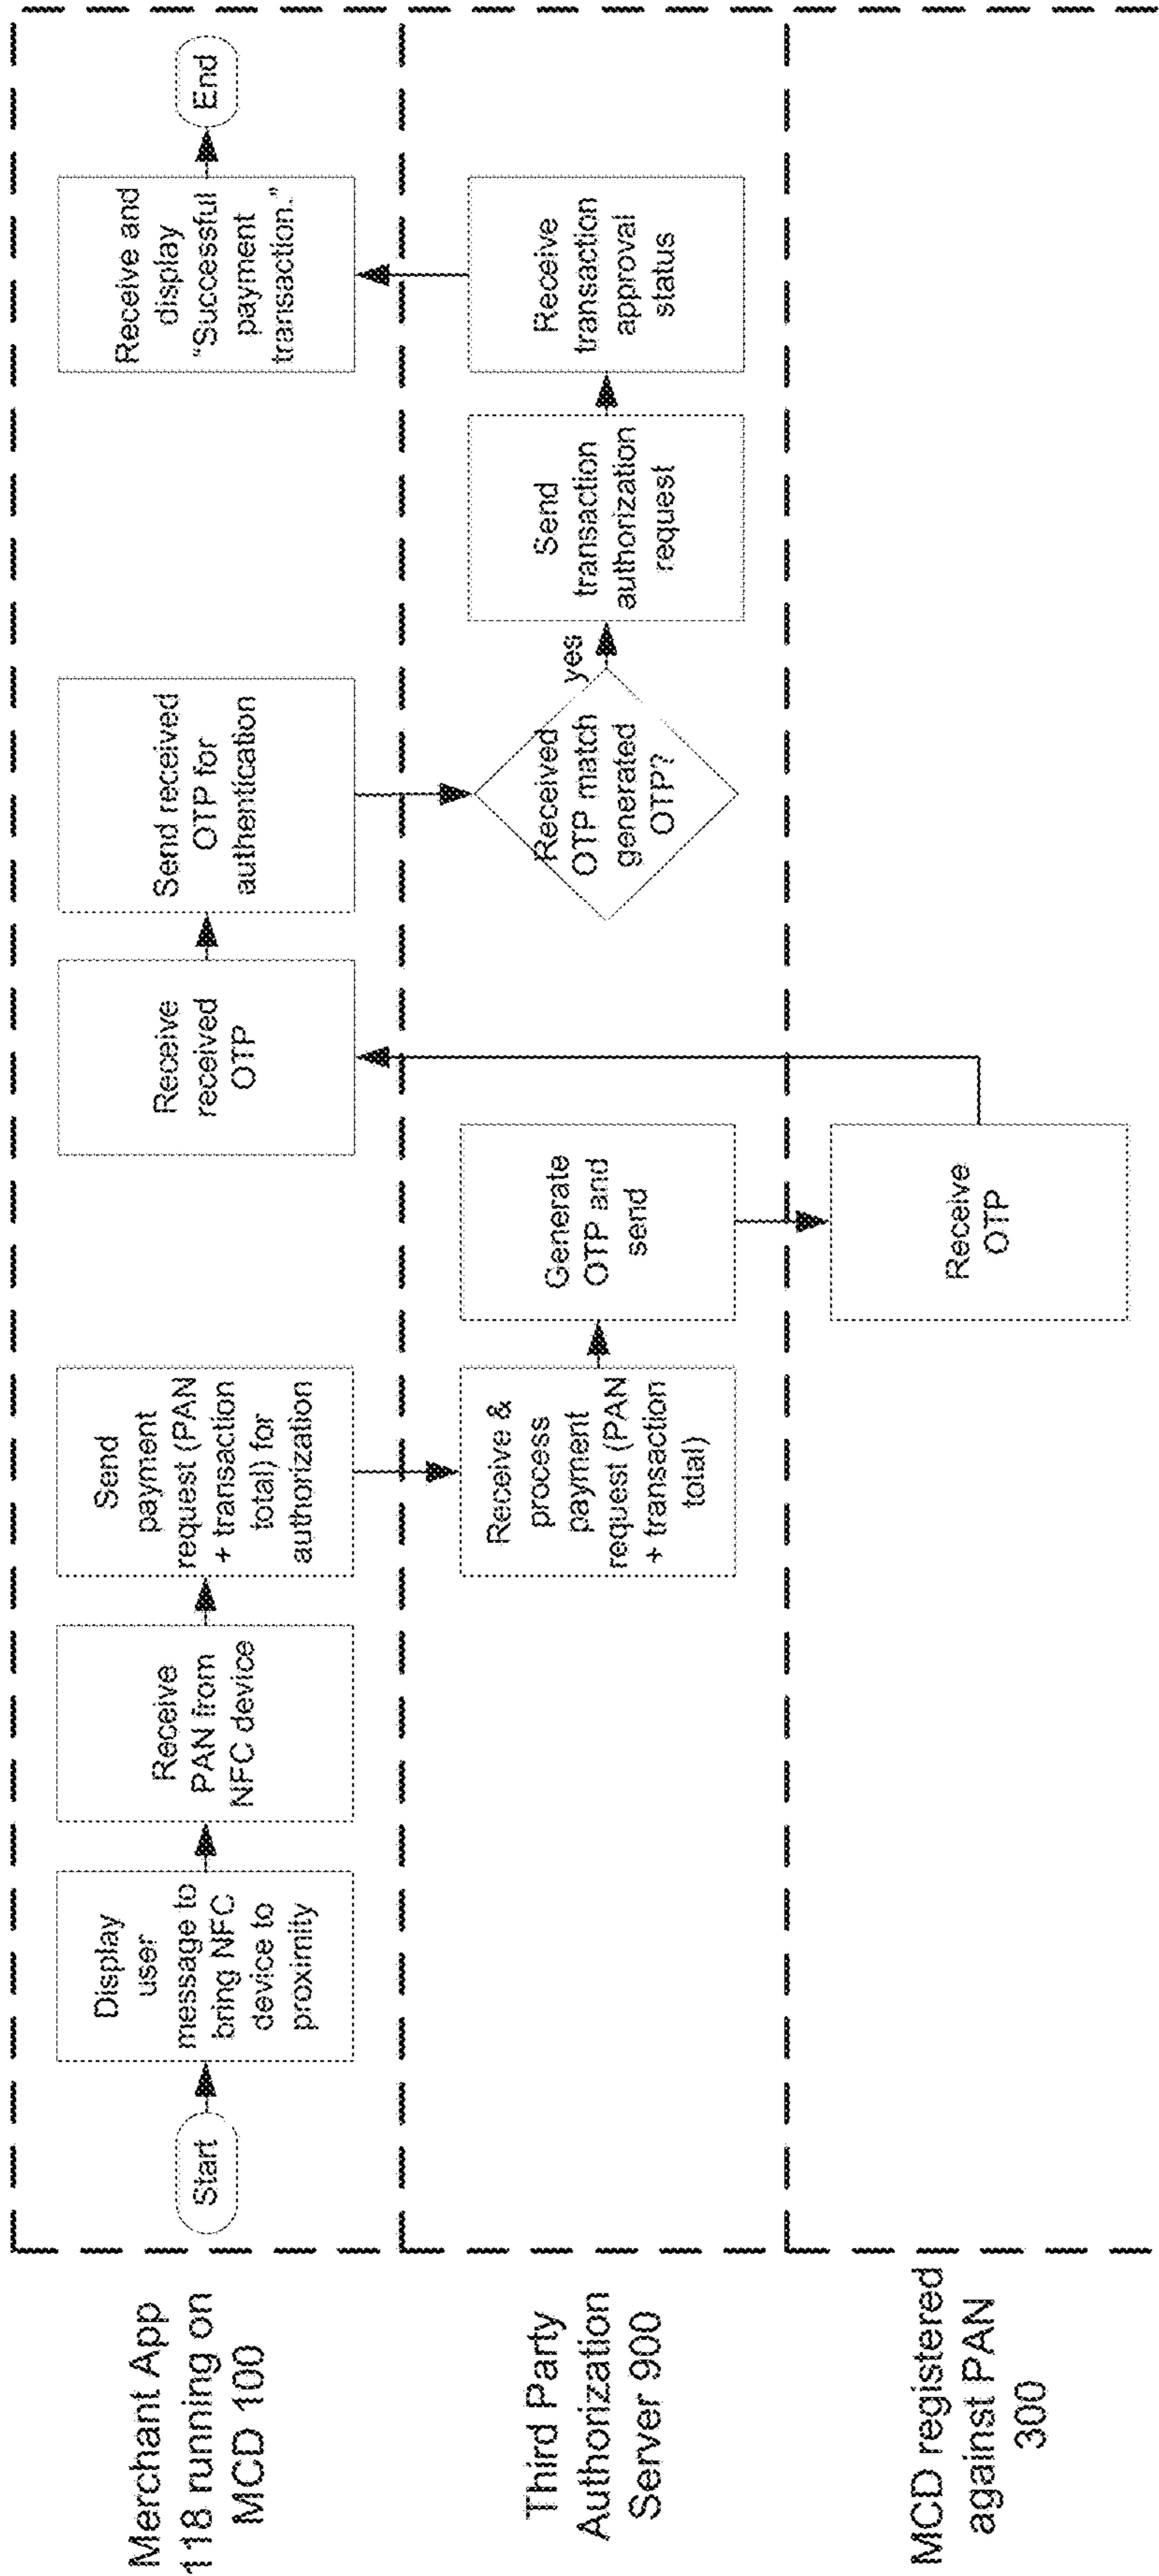 Merchant App
118 running on
MCD 100
Start
Display
user
message to
bring NFC
device to
proximity
Receive
PAN from
NFC device
Send
payment
request (PAN
+ transaction
total) for
authorization
Receive
received
OTP
Send received
OTP for
authentication
Receive and
display
“Successful
payment
transaction.”
End
Third Party
Authorization
Server 900
Receive &
process
payment
request (PAN
+ transaction
total)
Generate
OTP and
send
Received
OTP match
generated
OTP?
yes
Send
transaction
authorization
request
Receive
transaction
approval
status
MCD registered
against PAN
300
Receive
OTP